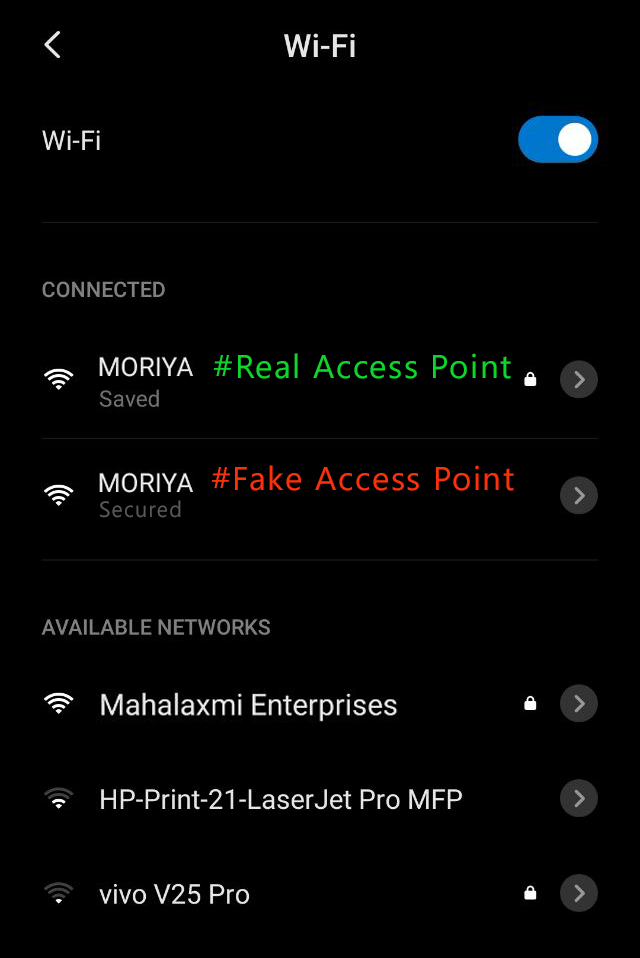 Wi-Fi
Wi-Fi
CONNECTED
MORIYA #Real Access Point
Saved
MORIYA #Fake Access Point
Secured
AVAILABLE NETWORKS
Mahalaxmi Enterprises
HP-Print-21-LaserJet Pro MFP
vivo V25 Pro